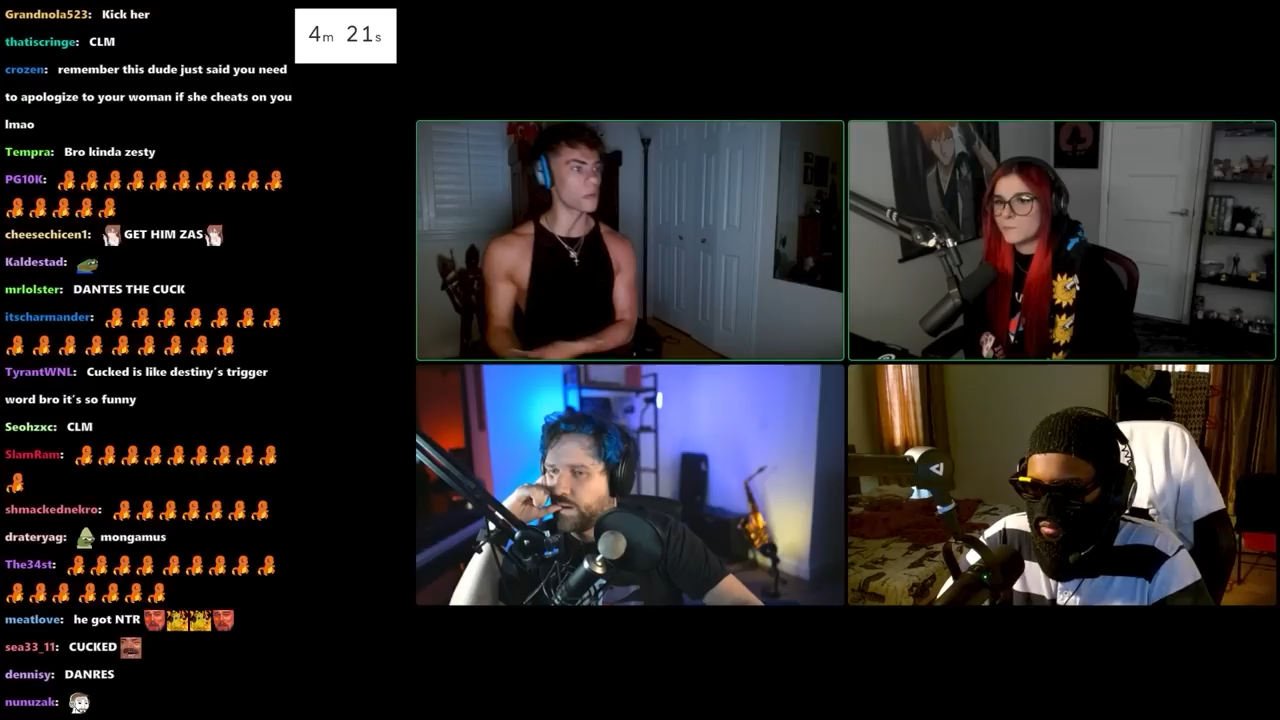 Grandnola523: Kick her
4m 21s
thatiscringe: CLM
crozen: remember this dude just said you need
to apologize to your woman if she cheats on you
lmao
Tempra: Bro kinda zesty
PG10K:
cheesechicen1: GET HIM ZAS
Kaldestad:
mrlolster: DANTES THE CUCK
itscharmander:
TyrantWNL: Cucked is like destiny's trigger
word bro it's so funny
Seohzxc: CLM
SlamRam:
shmackednekro:
drateryag: mongamus
The34st:
meatlove: he got NTR
sea33_11: CUCKED
dennisy: DANRES
nunuzak: